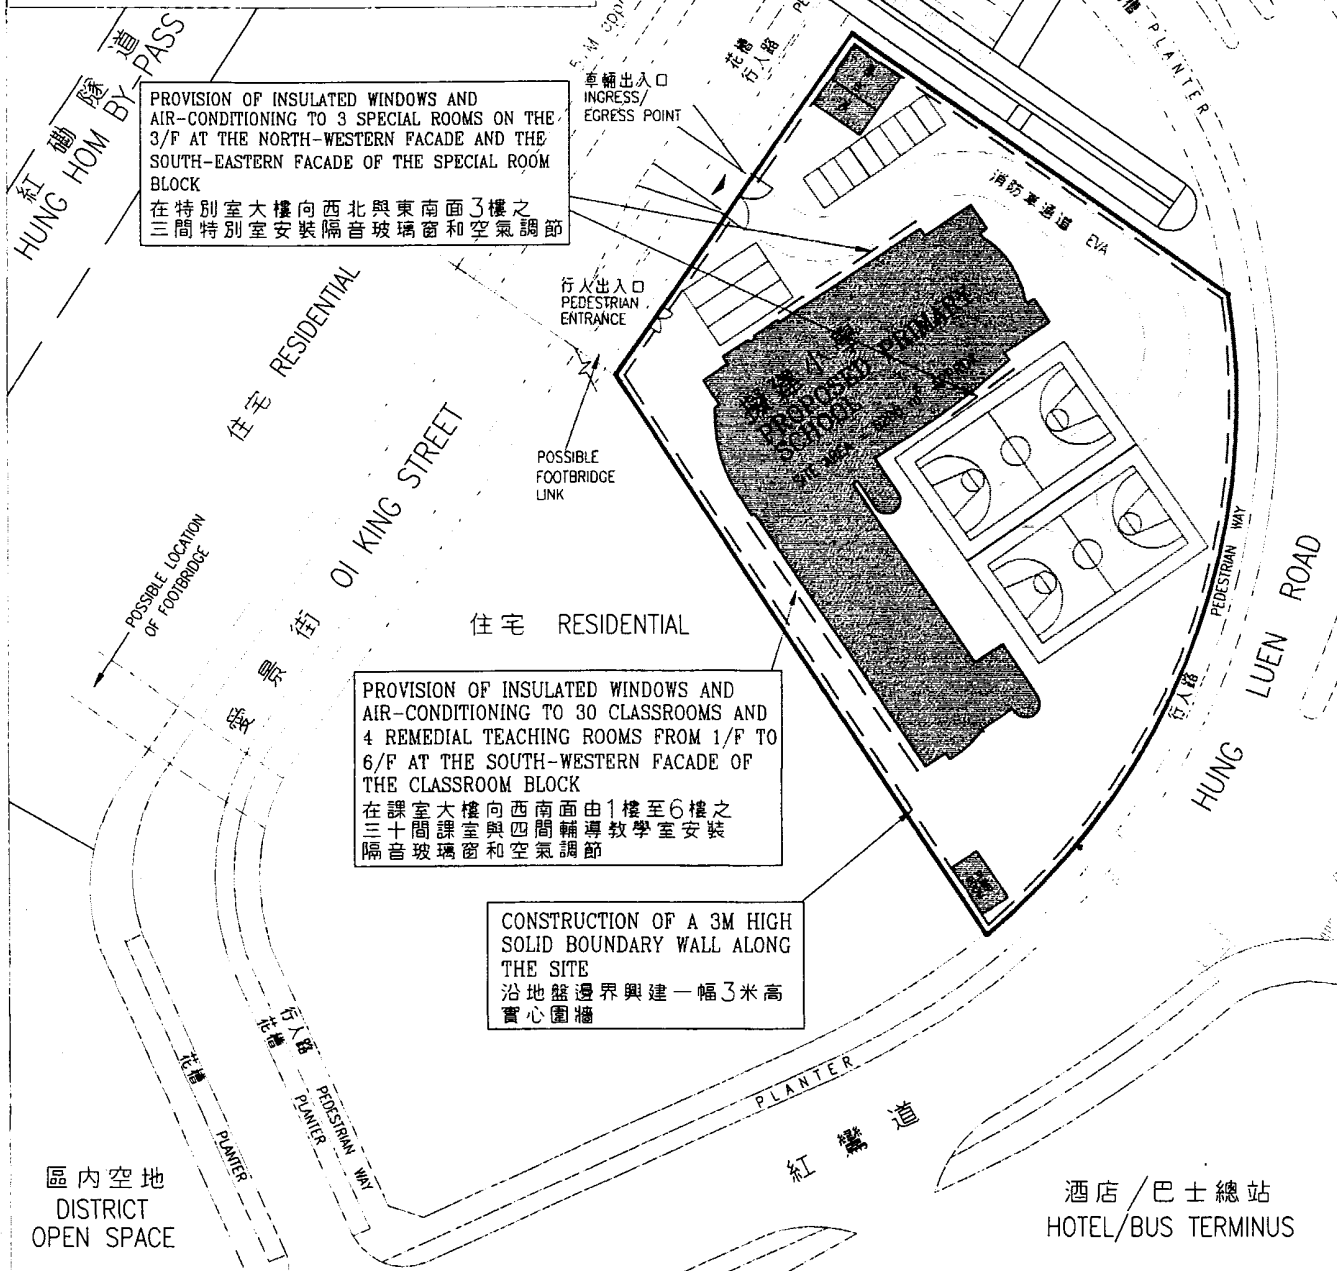 紅磡隧道
HUNG HOM BY-PASS
PROVISION OF INSULATED WINDOWS AND
AIR-CONDITIONING TO 3 SPECIAL ROOMS ON THE
3/F AT THE NORTH-WESTERN FACADE AND THE
SOUTH-EASTERN FACADE OF THE SPECIAL ROOM
BLOCK
在特別室大樓向西北與東南面3樓之
三間特別室安裝隔音玻璃窗和空氣調節
花槽
行人路
PLANTER
車輛出入口
INGRESS/
EGRESS POINT
消防車通道 EVA
行人出入口
PEDESTRIAN
ENTRANCE
擬建小學
PROPOSED PRIMARY
SCHOOL
住宅 RESIDENTIAL
POSSIBLE
FOOTBRIDGE
LINK
愛景街 OI KING STREET
POSSIBLE LOCATION
OF FOOTBRIDGE
住宅 RESIDENTIAL
PROVISION OF INSULATED WINDOWS AND
AIR-CONDITIONING TO 30 CLASSROOMS AND
4 REMEDIAL TEACHING ROOMS FROM 1/F TO
6/F AT THE SOUTH-WESTERN FACADE OF
THE CLASSROOM BLOCK
在課室大樓向西南面由1樓至6樓之
三十間課室與四間輔導教學室安裝
隔音玻璃窗和空氣調節
行人路 PEDESTRIAN WAY
HUNG LUEN ROAD
CONSTRUCTION OF A 3M HIGH
SOLID BOUNDARY WALL ALONG
THE SITE
沿地盤邊界興建一幅3米高
實心圍牆
花槽 PLANTER
花槽 PLANTER
行人路 PEDESTRIAN WAY
PLANTER
紅鸞道
區內空地
DISTRICT
OPEN SPACE
酒店/巴士總站
HOTEL/BUS TERMINUS